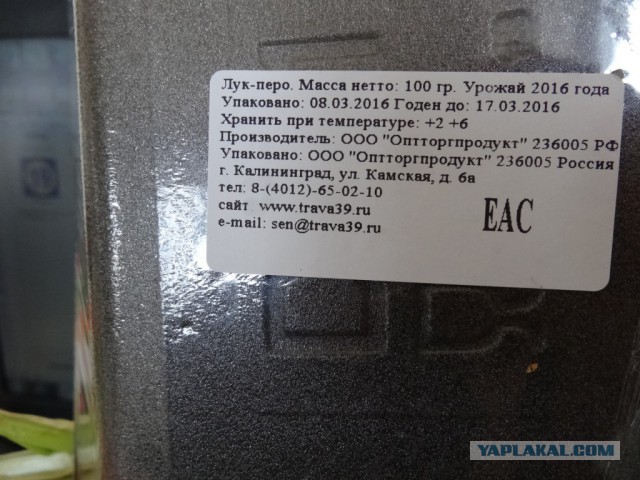 Лук-перо. Масса нетто: 100 гр. Урожай 2016 года
Упаковано: 08.03.2016 Годен до: 17.03.2016
Хранить при температуре: +2 +6
Производитель: ООО "Оптторгпродукт" 236005 РФ
Упаковано: ООО "Оптторгпродукт" 236005 Россия
г. Калининград, ул. Камская, д. 6а
тел: 8-(4012)-65-02-10
сайт www.trava39.ru
e-mail: sen@trava39.ru
EAC
YAPLAKAL.COM